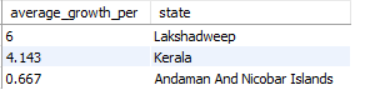 average_growth_per state
6 Lakshadweep
4.143 Kerala
0.667 Andaman And Nicobar Islands